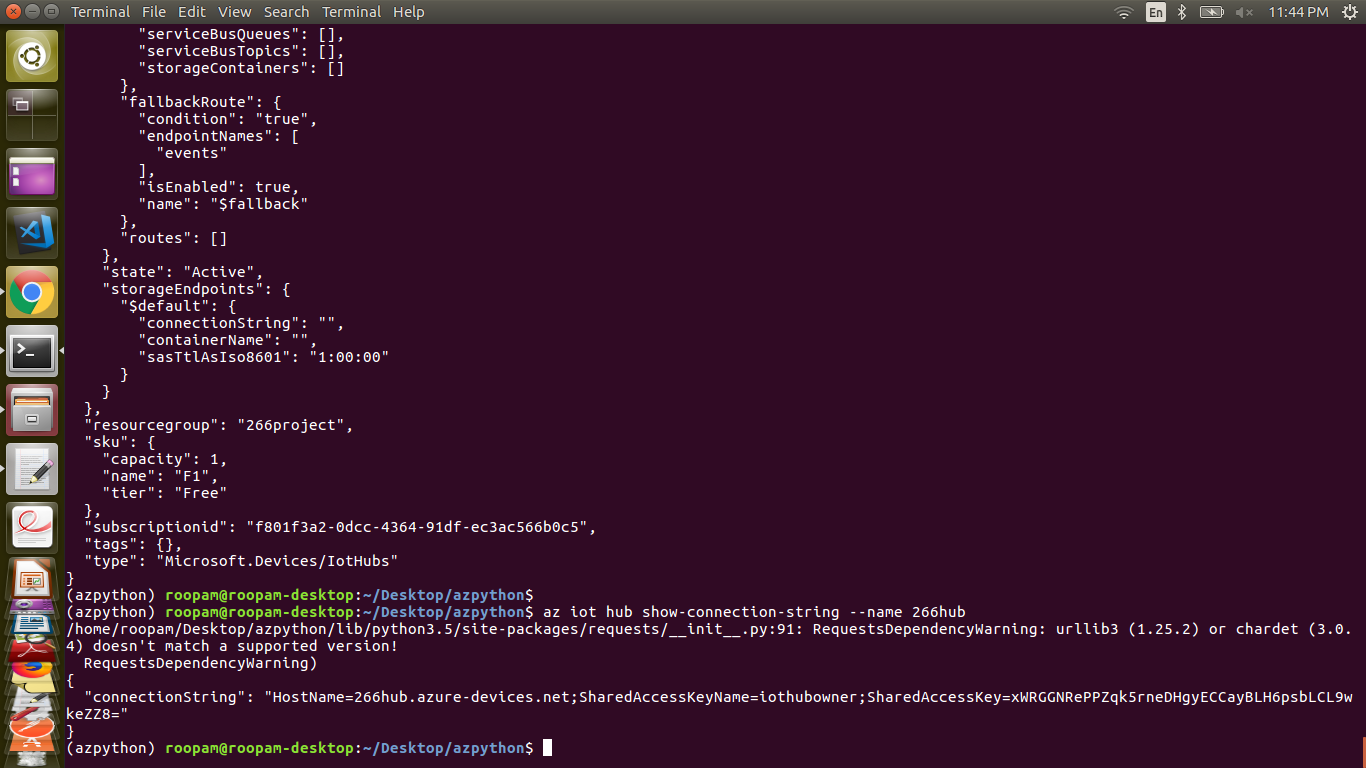 Terminal File Edit View Search Terminal Help En 11:44 PM
"serviceBusQueues": [],
"serviceBusTopics": [],
"storageContainers": []
},
"fallbackRoute": {
"condition": "true",
"endpointNames": [
"events"
],
"isEnabled": true,
"name": "$fallback"
},
"routes": []
},
"state": "Active",
"storageEndpoints": {
"$default": {
"connectionString": "",
"containerName": "",
"sasTtlAsIso8601": "1:00:00"
}
}
},
"resourcegroup": "266project",
"sku": {
"capacity": 1,
"name": "F1",
"tier": "Free"
},
"subscriptionid": "f801f3a2-0dcc-4364-91df-ec3ac566b0c5",
"tags": {},
"type": "Microsoft.Devices/IotHubs"
}
(azpython) roopam@roopam-desktop:~/Desktop/azpython$
(azpython) roopam@roopam-desktop:~/Desktop/azpython$ az iot hub show-connection-string --name 266hub
/home/roopam/Desktop/azpython/lib/python3.5/site-packages/requests/__init__.py:91: RequestsDependencyWarning: urllib3 (1.25.2) or chardet (3.0.
4) doesn't match a supported version!
RequestsDependencyWarning)
{
"connectionString": "HostName=266hub.azure-devices.net;SharedAccessKeyName=iothubowner;SharedAccessKey=xWRGGNRePPZqk5rneDHgyECCayBLH6psbLCL9w
keZZ8="
}
(azpython) roopam@roopam-desktop:~/Desktop/azpython$